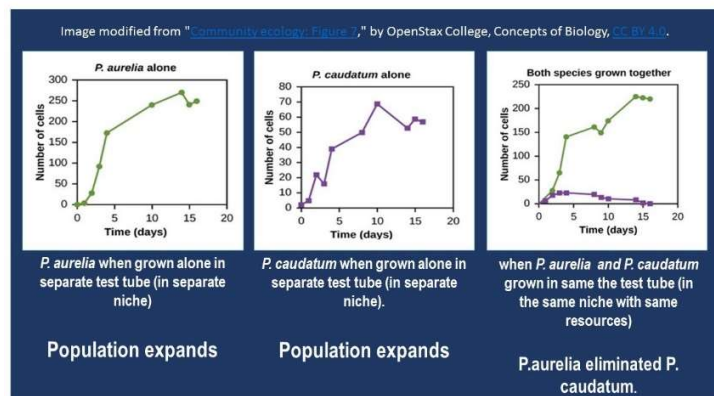 Image modified from "Community ecology: Figure 7," by OpenStax College, Concepts of Biology, CC BY 4.0.
P. aurelia alone
300
250
200
150
100
50
0
Number of cells
0 5 10 15 20
Time (days)
P. caudatum alone
80
70
60
50
40
30
20
10
0
Number of cells
0 5 10 15 20
Time (days)
Both species grown together
250
200
150
100
50
0
Number of cells
0 5 10 15 20
Time (days)
P. aurelia when grown alone in
separate test tube (in separate
niche)
Population expands
P. caudatum when grown alone in
separate test tube (in separate
niche).
Population expands
when P. aurelia and P. caudatum
grown in same the test tube (in
the same niche with same
resources)
P.aurelia eliminated P.
caudatum.